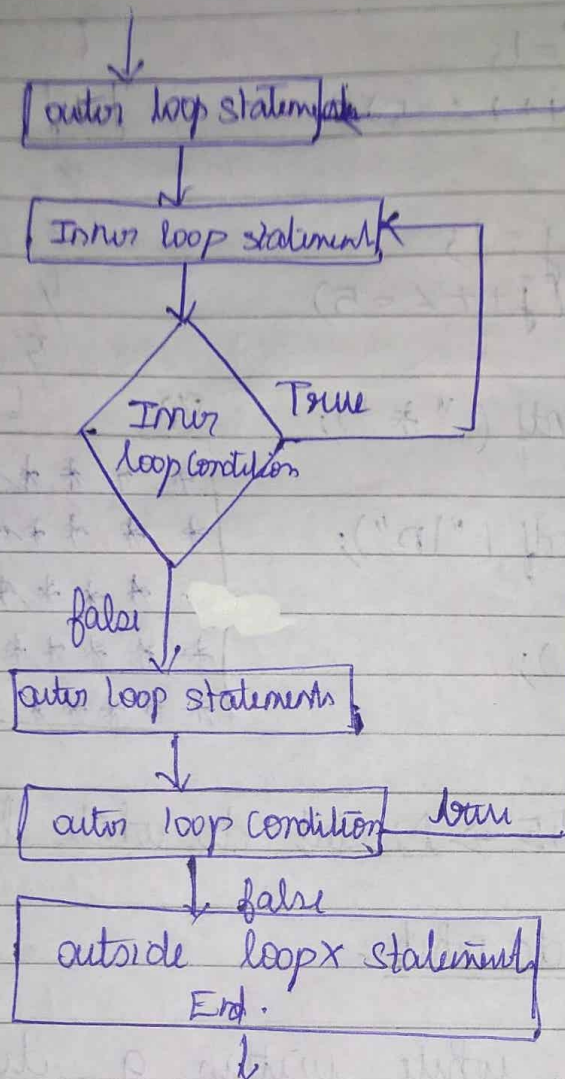 outer loop statements
Inner loop statement
True
Inner
loop condition
false
outer loop statements
outer loop condition
true
false
outside loopx statement
End.